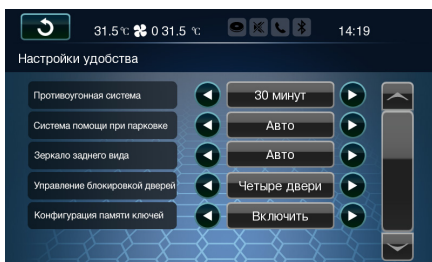 31.5℃ 0 31.5 ℃ 14:19
Настройки удобства
Противоугонная система 30 минут
Система помощи при парковке Авто
Зеркало заднего вида Авто
Управление блокировкой дверей Четыре двери
Конфигурация памяти ключей Включить